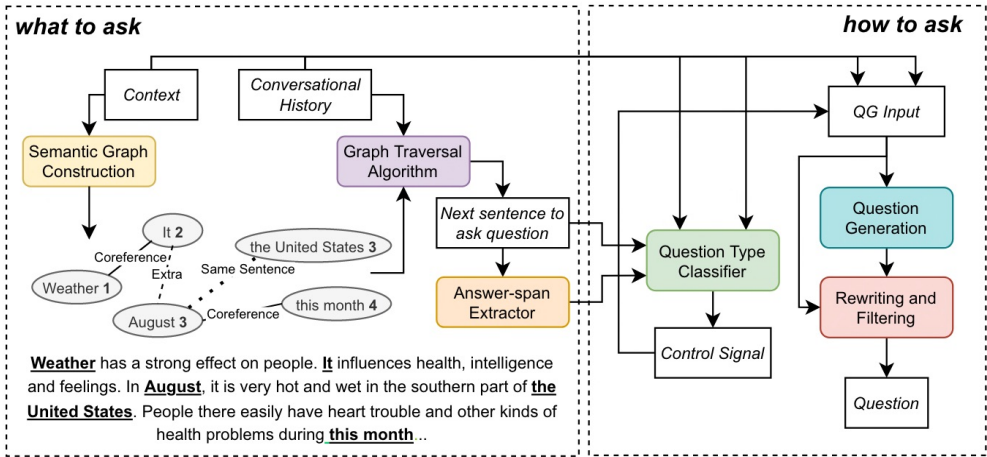 what to ask
how to ask
Context
Conversational
History
QG Input
Semantic Graph
Construction
Graph Traversal
Algorithm
Next sentence to
ask question
Answer-span
Extractor
Question Type
Classifier
Control Signal
Question
Generation
Rewriting and
Filtering
Question
It 2
Coreference
Extra
Weather 1
the United States 3
Same Sentence
August 3
Coreference
this month 4
Weather has a strong effect on people. It influences health, intelligence
and feelings. In August, it is very hot and wet in the southern part of the
United States. People there easily have heart trouble and other kinds of
health problems during this month...